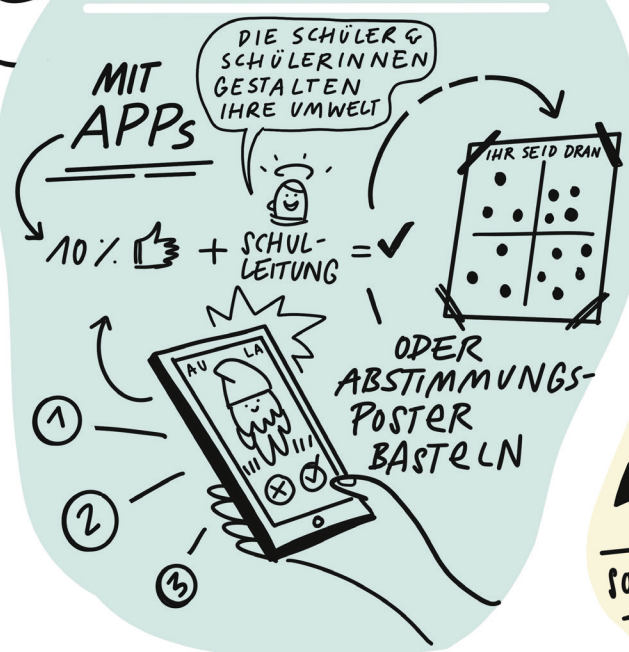 DIE SCHÜLER &
SCHÜLERINNEN
GESTALTEN
IHRE UMWELT
MIT
APPs
IHR SEID DRAN
10% + SCHUL-
LEITUNG
= ✔
AU LA
ODER
ABSTIMMUNGS-
POSTER
BASTELN
1
2
3